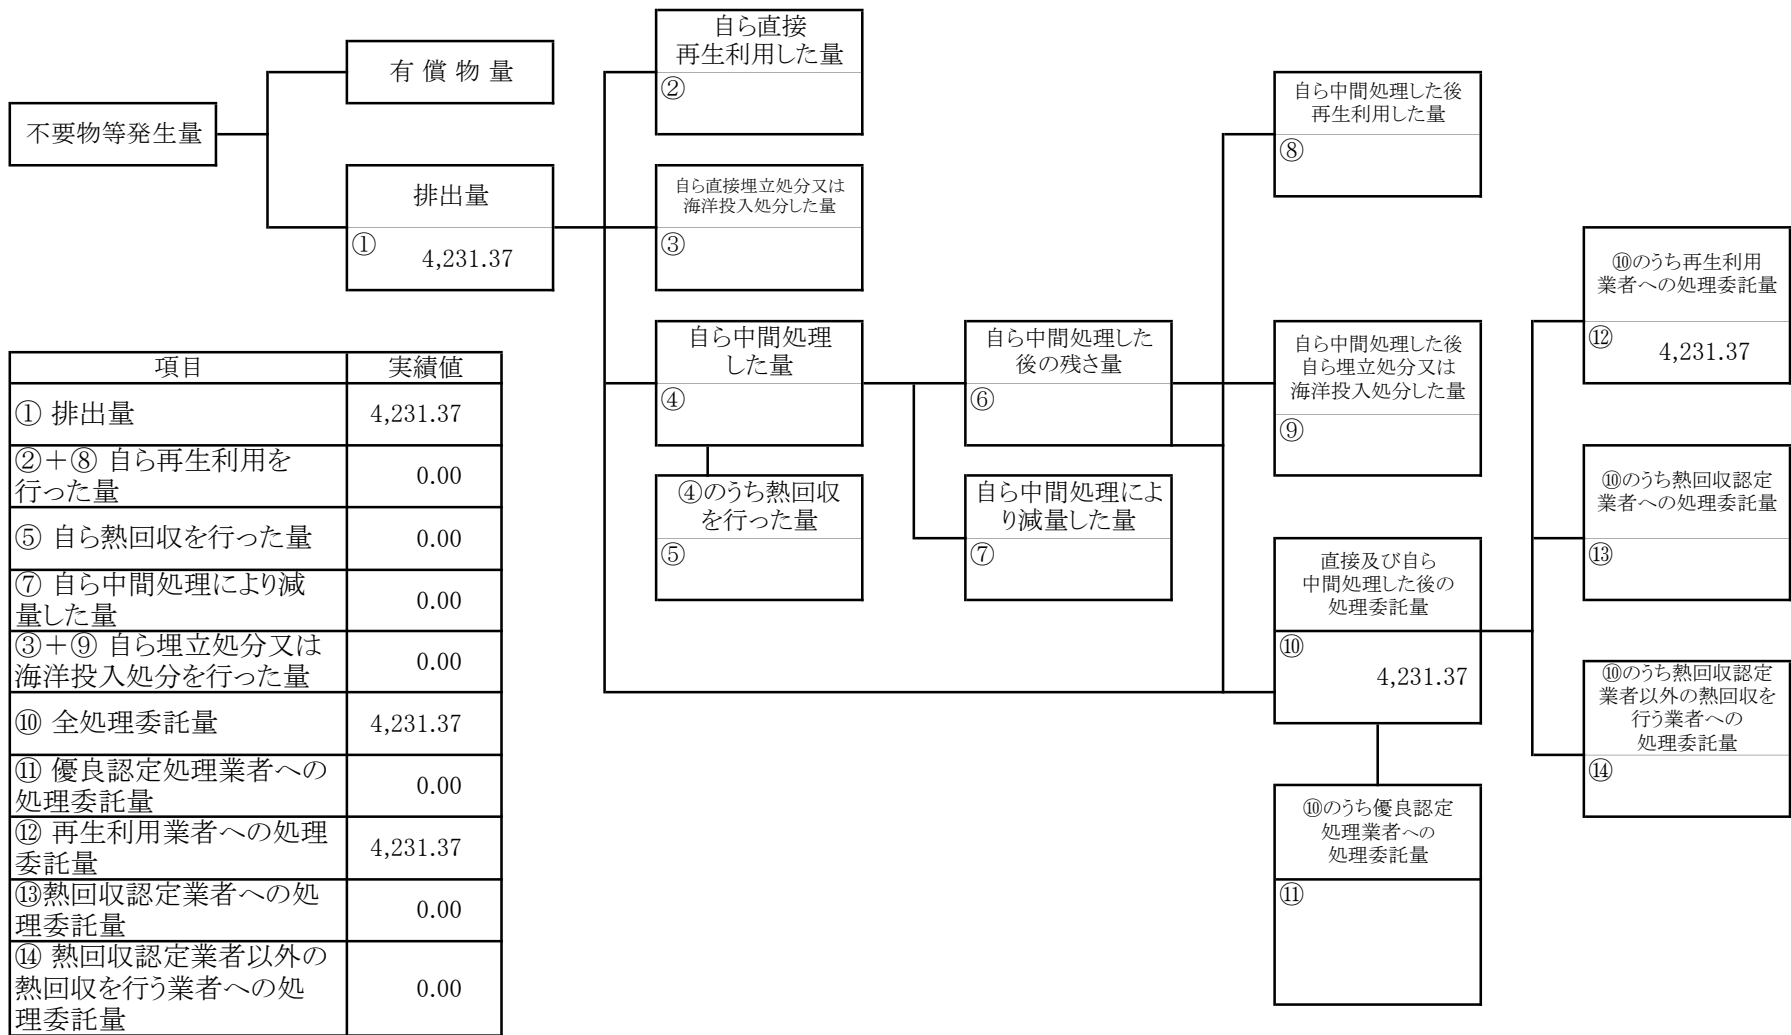 不要物等発生量
有 償 物 量
排出量
①
4,231.37
自ら直接
再生利用した量
②
自ら直接埋立処分又は
海洋投入処分した量
③
自ら中間処理
した量
④
④のうち熱回収
を行った量
⑤
自ら中間処理した
後の残さ量
⑥
自ら中間処理によ
り減量した量
⑦
自ら中間処理した後
再生利用した量
⑧
自ら中間処理した後
自ら埋立処分又は
海洋投入処分した量
⑨
直接及び自ら
中間処理した後の
処理委託量
⑩
4,231.37
⑩のうち優良認定
処理業者への
処理委託量
⑪
⑩のうち再生利用
業者への処理委託量
⑫
4,231.37
⑩のうち熱回収認定
業者への処理委託量
⑬
⑩のうち熱回収認定
業者以外の熱回収を
行う業者への
処理委託量
⑭
項目 実績値
① 排出量 4,231.37
②＋⑧ 自ら再生利用を
行った量 0.00
⑤ 自ら熱回収を行った量 0.00
⑦ 自ら中間処理により減
量した量 0.00
③＋⑨ 自ら埋立処分又は
海洋投入処分を行った量 0.00
⑩ 全処理委託量 4,231.37
⑪ 優良認定処理業者への
処理委託量 0.00
⑫ 再生利用業者への処理
委託量 4,231.37
⑬熱回収認定業者への処
理委託量 0.00
⑭ 熱回収認定業者以外の
熱回収を行う業者への処
理委託量 0.00